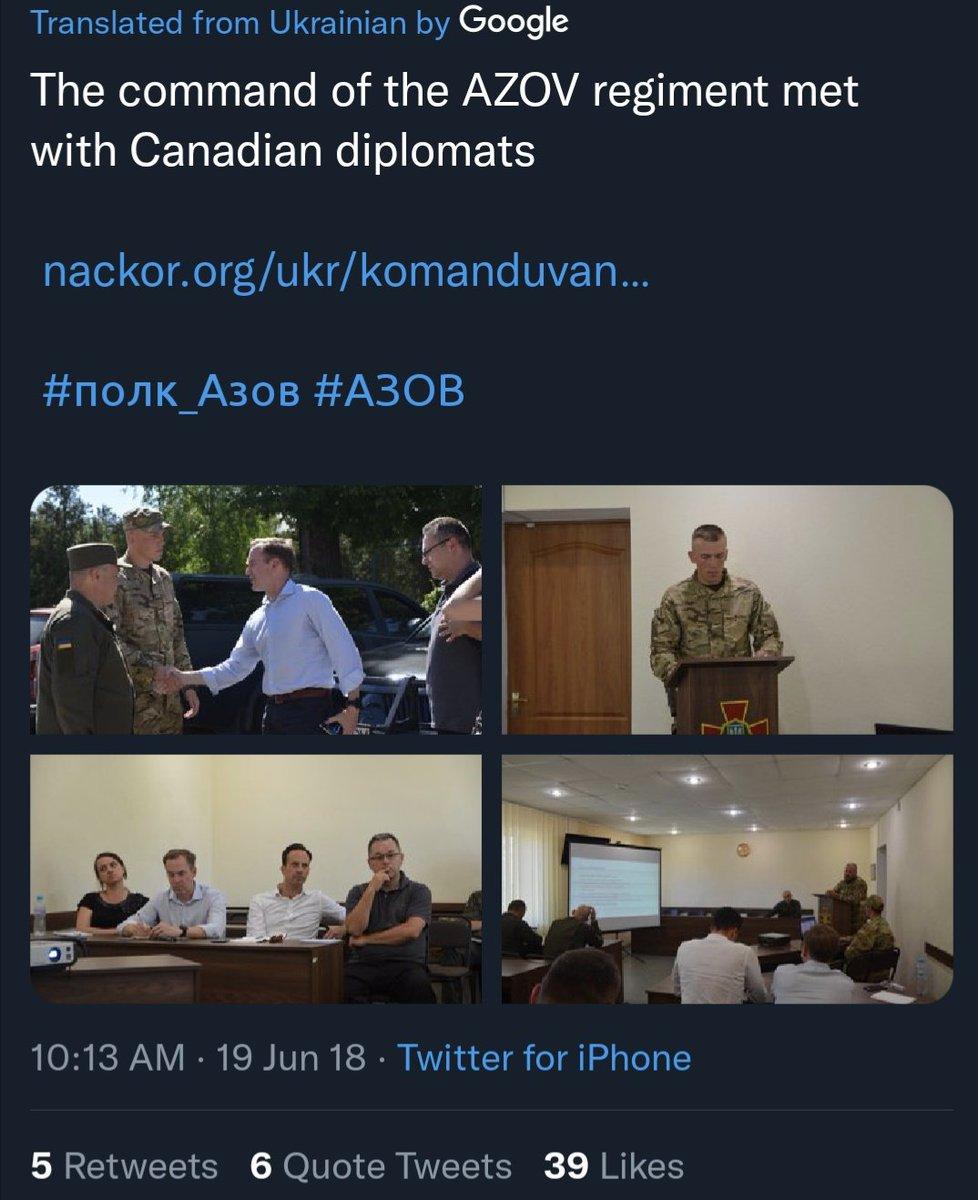 Translated from Ukrainian by Google
The command of the AZOV regiment met
with Canadian diplomats
nackor.org/ukr/komanduvan...
#полк_Азов #АЗОВ
10:13 AM · 19 Jun 18 · Twitter for iPhone
5 Retweets 6 Quote Tweets 39 Likes